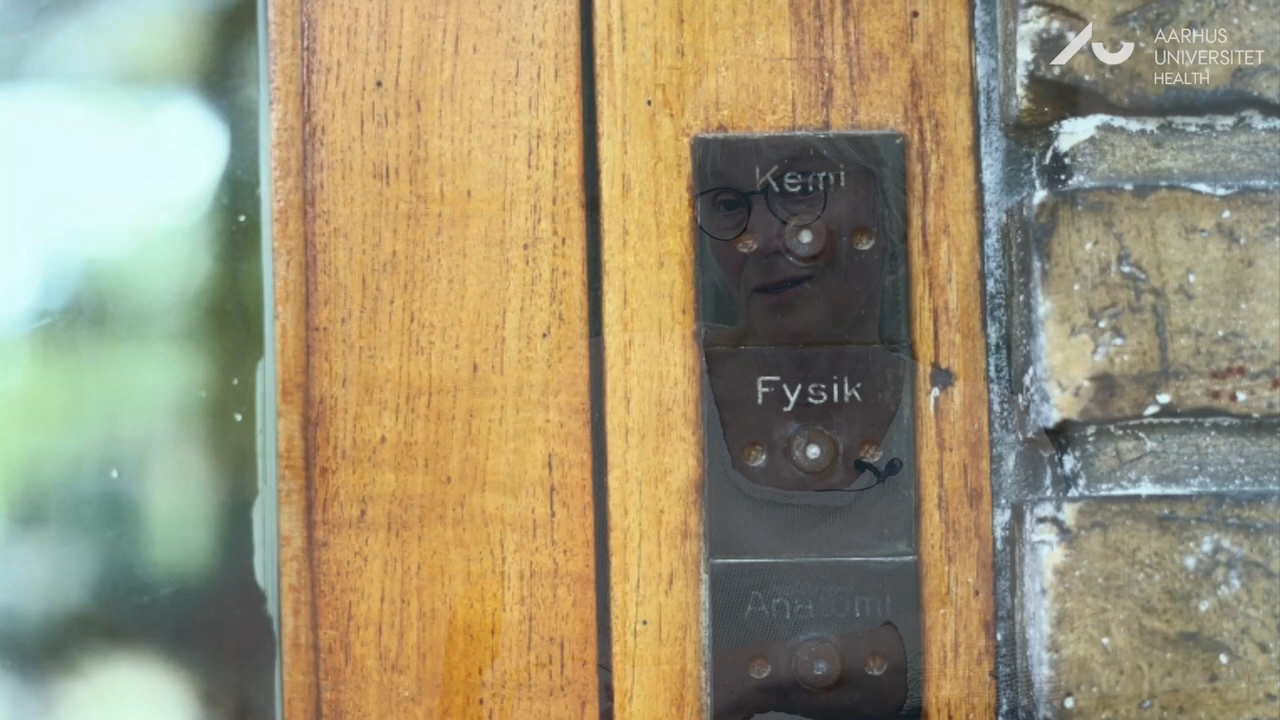 AARHUS
UNIVERSITET
HEALTH
Kemi
Fysik
Anatomi